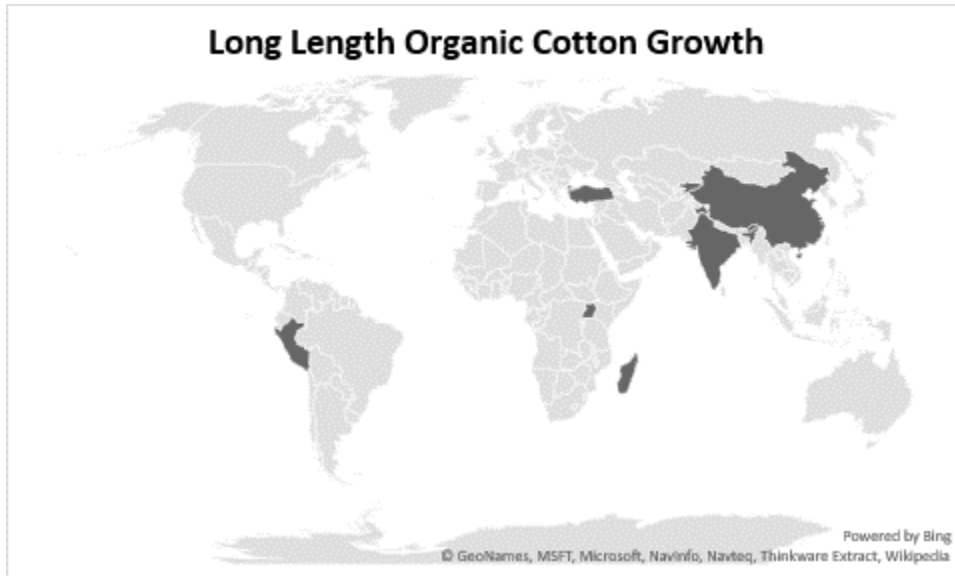 Long Length Organic Cotton Growth
Powered by Bing
© GeoNames, MSFT, Microsoft, NavInfo, Navteq, Thinkware Extract, Wikipedia